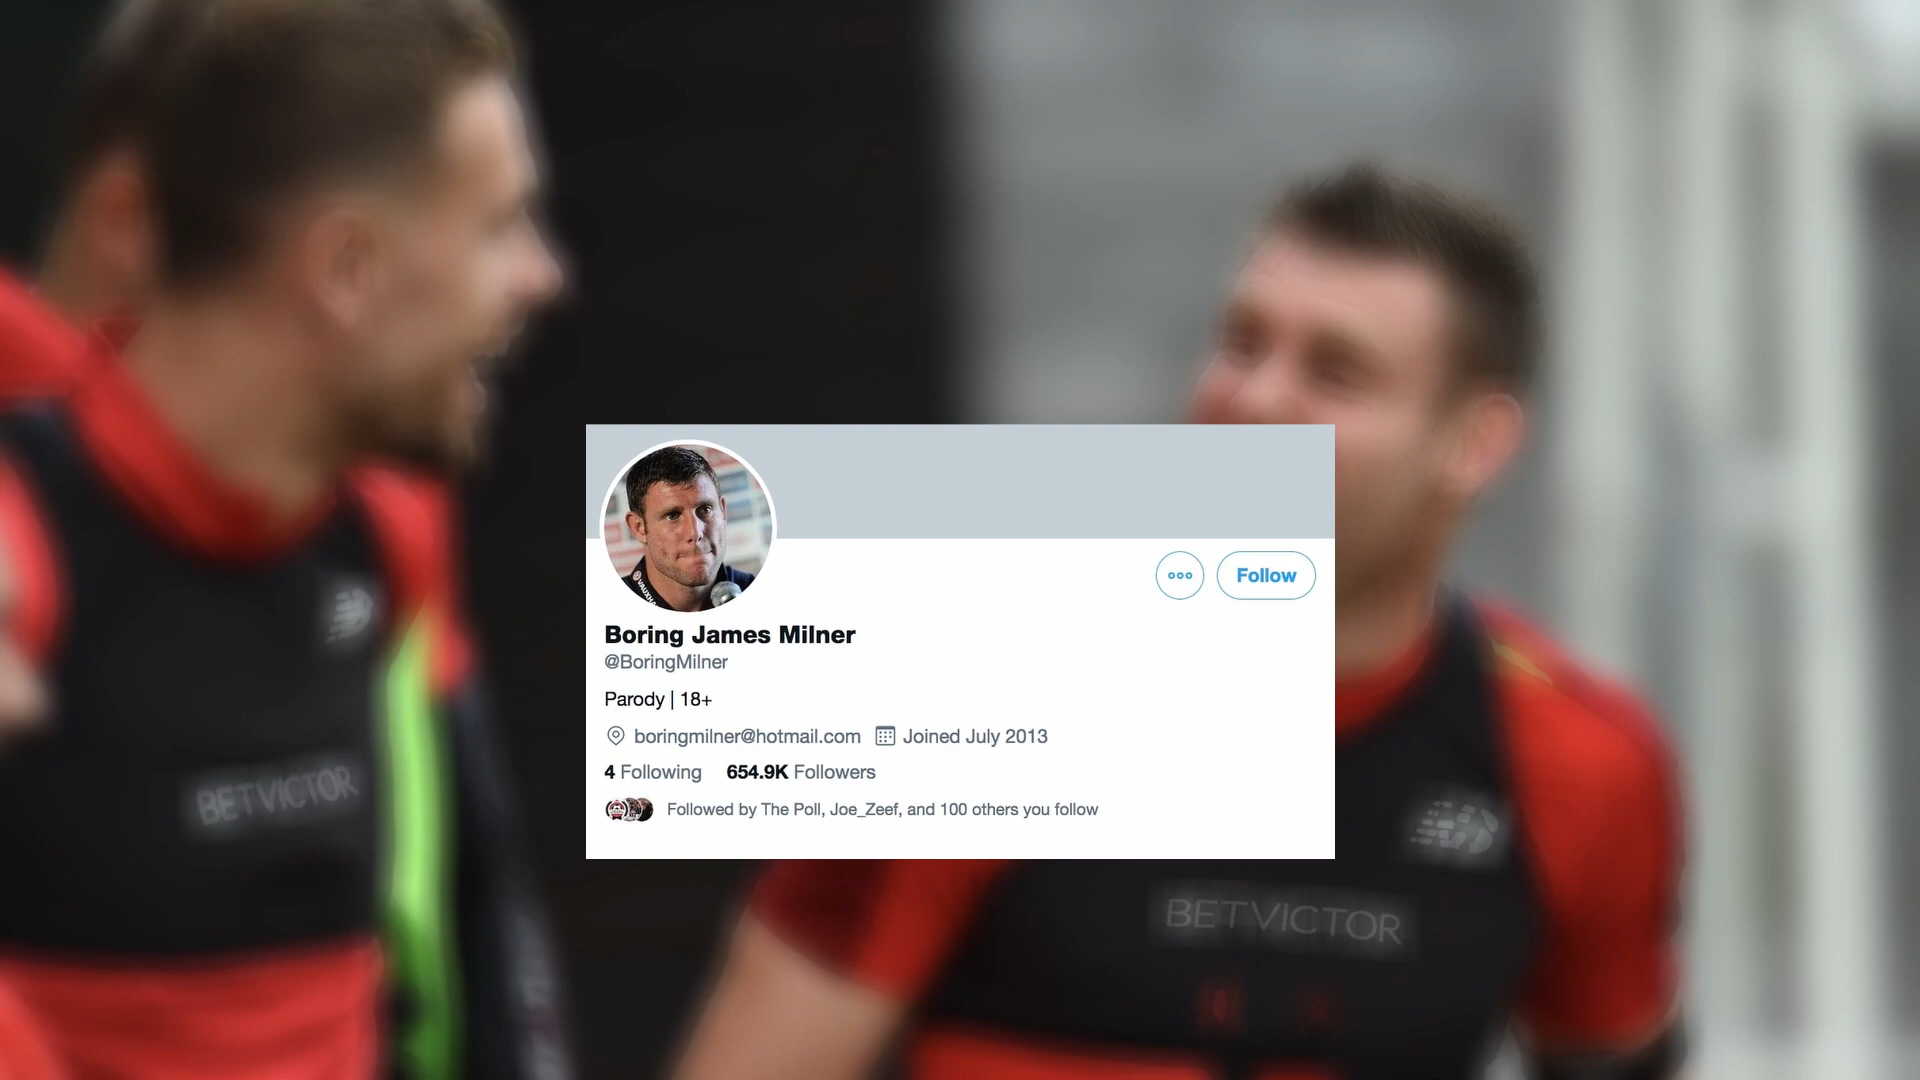 Follow
Boring James Milner
@BoringMilner
Parody | 18+
boringmilner@hotmail.com Joined July 2013
4 Following 654.9K Followers
Followed by The Poll, Joe_Zeef, and 100 others you follow
BETVICTOR
BETVICTOR